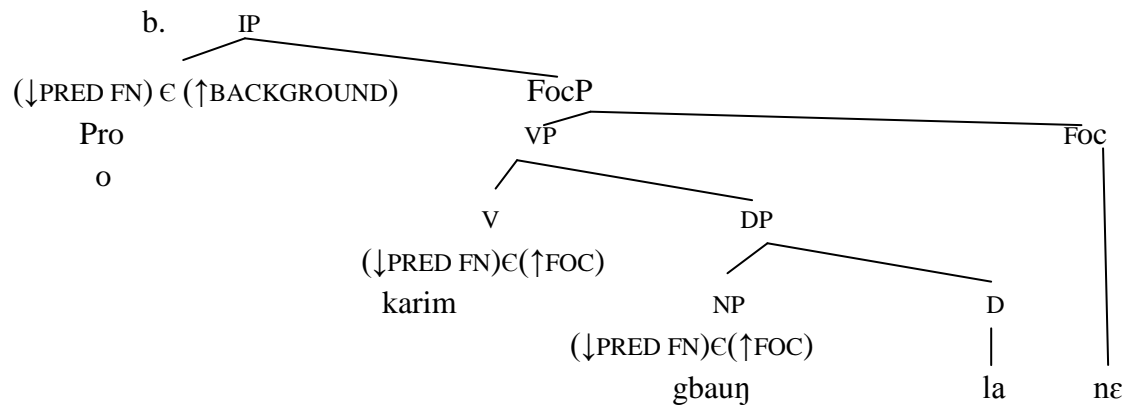 b. IP
(↓PRED FN) Є (↑BACKGROUND) FocP
Pro VP Foc
o
V DP
(↓PRED FN)Є(↑FOC)
karim NP D
(↓PRED FN)Є(↑FOC)
gbauŋ la nɛ